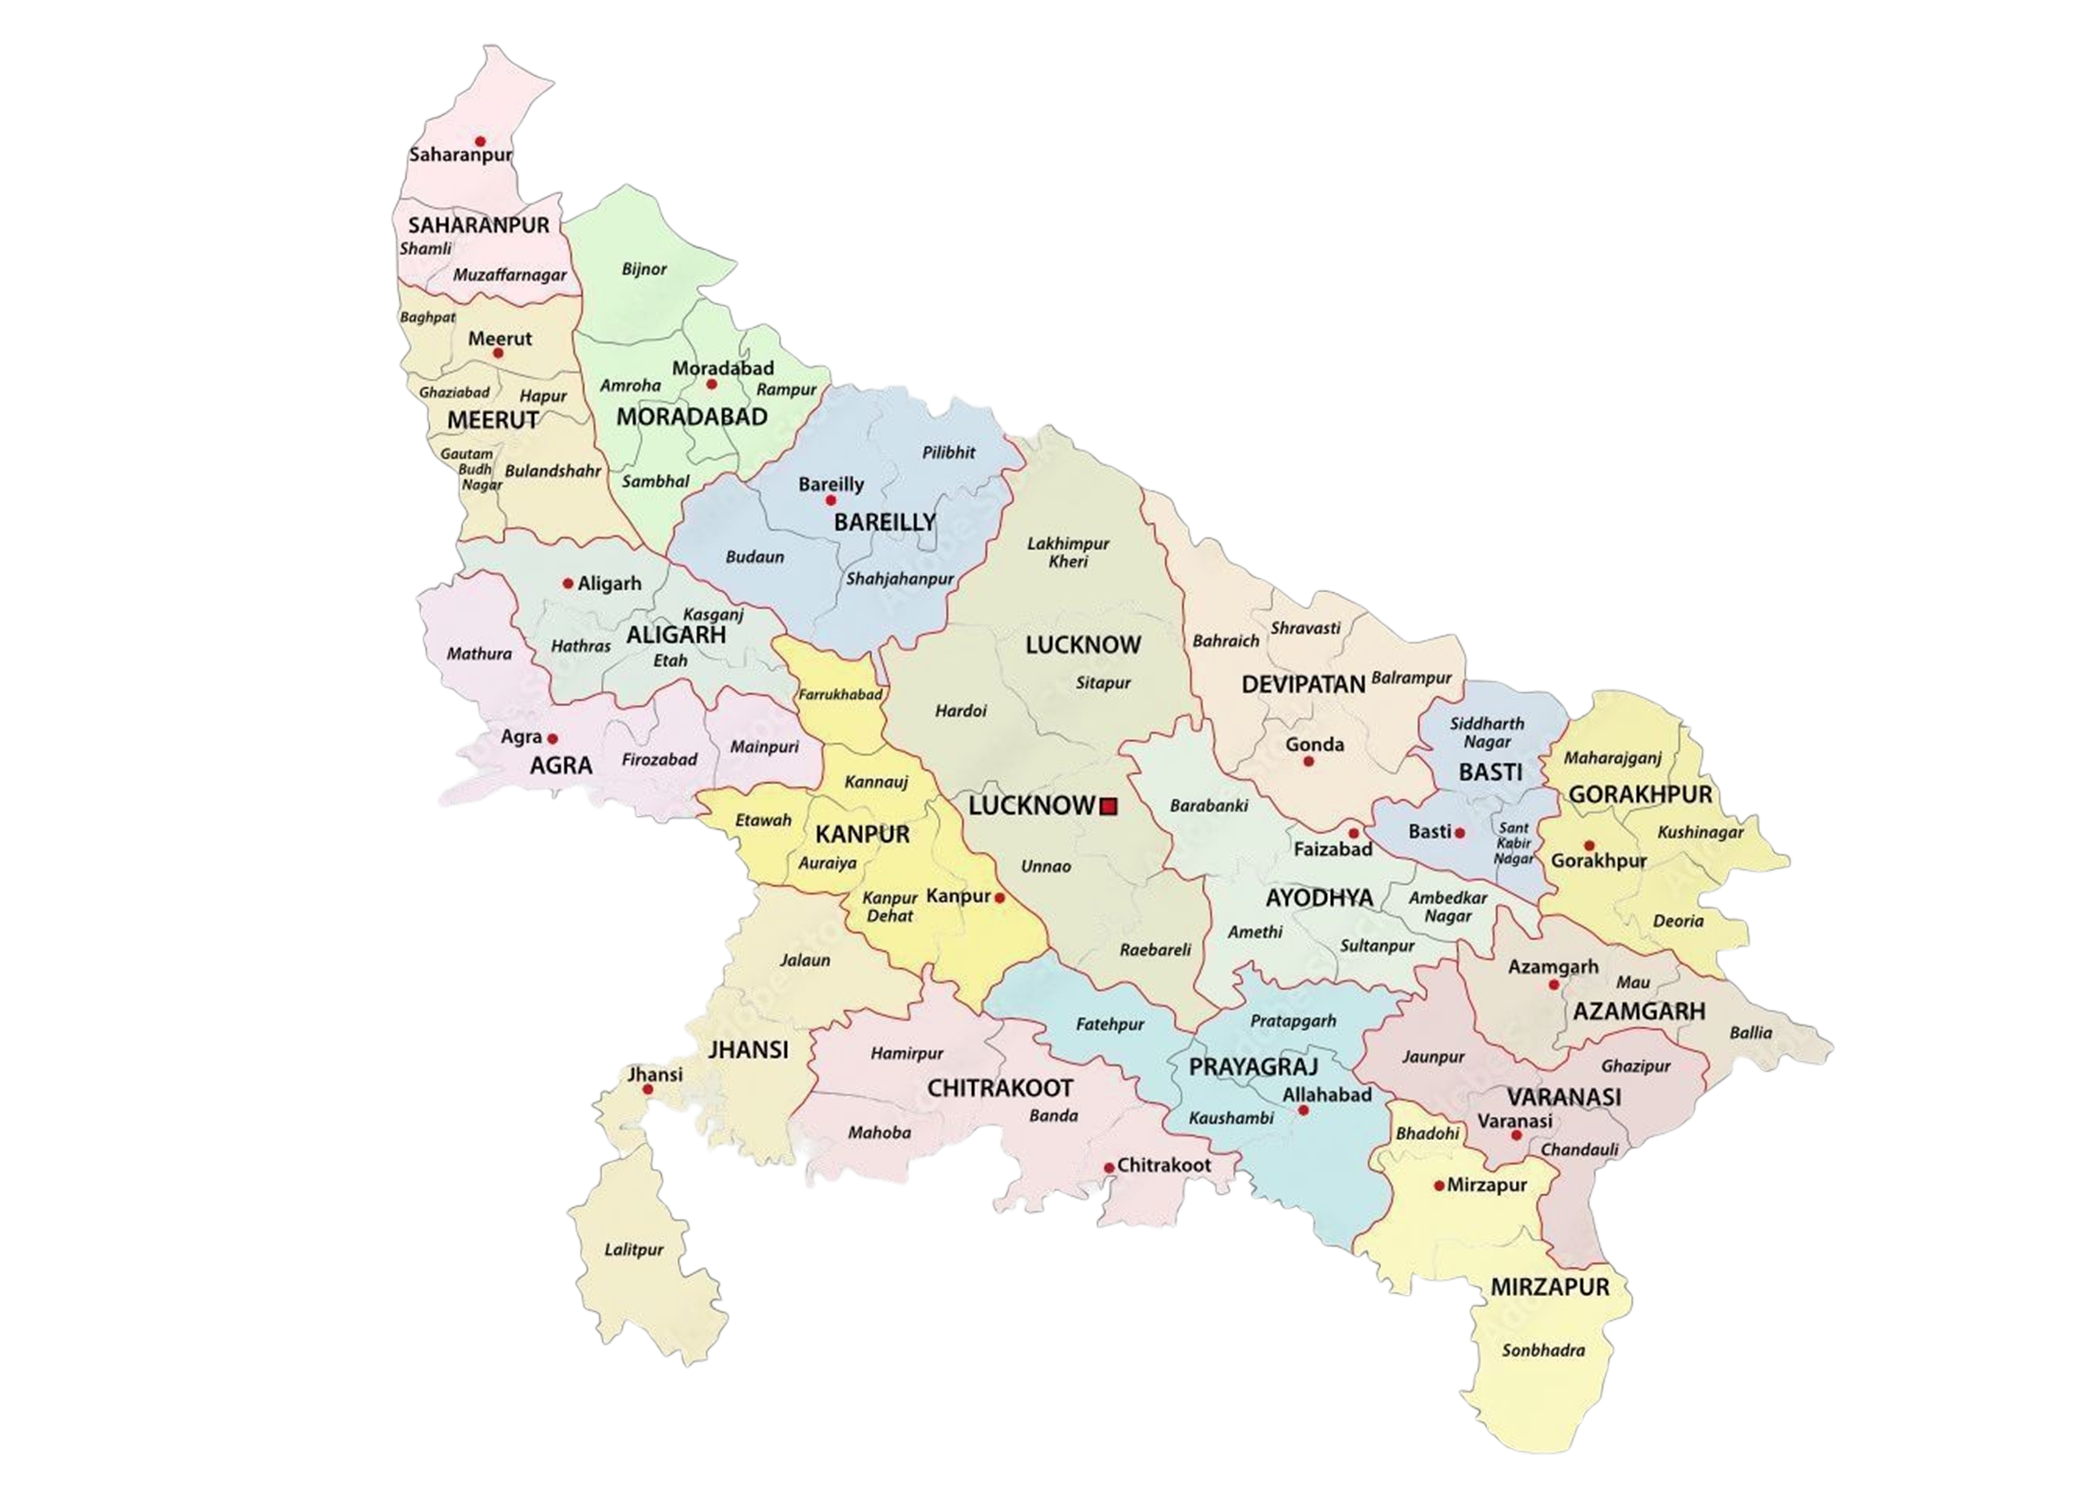 Saharanpur
SAHARANPUR
Shamli
Muzaffarnagar
Bijnor
Baghpat
Meerut
Ghaziabad
Hapur
MEERUT
Gautam
Budh
Nagar
Bulandshahr
Moradabad
Amroha
Rampur
MORADABAD
Sambhal
Pilibhit
Bareilly
BAREILLY
Budaun
Shahjahanpur
Aligarh
Kasganj
ALIGARH
Hathras
Etah
Mathura
Agra
AGRA
Firozabad
Mainpuri
Farrukhabad
Kannauj
Etawah
KANPUR
Auraiya
Kanpur
Dehat
Kanpur
Lakhimpur
Kheri
LUCKNOW
Sitapur
Hardoi
LUCKNOW
Unnao
Raebareli
Bahraich
Shravasti
DEVIPATAN
Balrampur
Gonda
Siddharth
Nagar
BASTI
Basti
Sant
Kabir
Nagar
Maharajganj
GORAKHPUR
Kushinagar
Gorakhpur
Deoria
Barabanki
Faizabad
AYODHYA
Ambedkar
Nagar
Amethi
Sultanpur
Azamgarh
Mau
AZAMGARH
Ballia
Jalaun
JHANSI
Jhansi
Lalitpur
Hamirpur
CHITRAKOOT
Banda
Mahoba
Chitrakoot
Fatehpur
Pratapgarh
PRAYAGRAJ
Allahabad
Kaushambi
Jaunpur
Ghazipur
VARANASI
Varanasi
Chandauli
Bhadohi
Mirzapur
MIRZAPUR
Sonbhadra